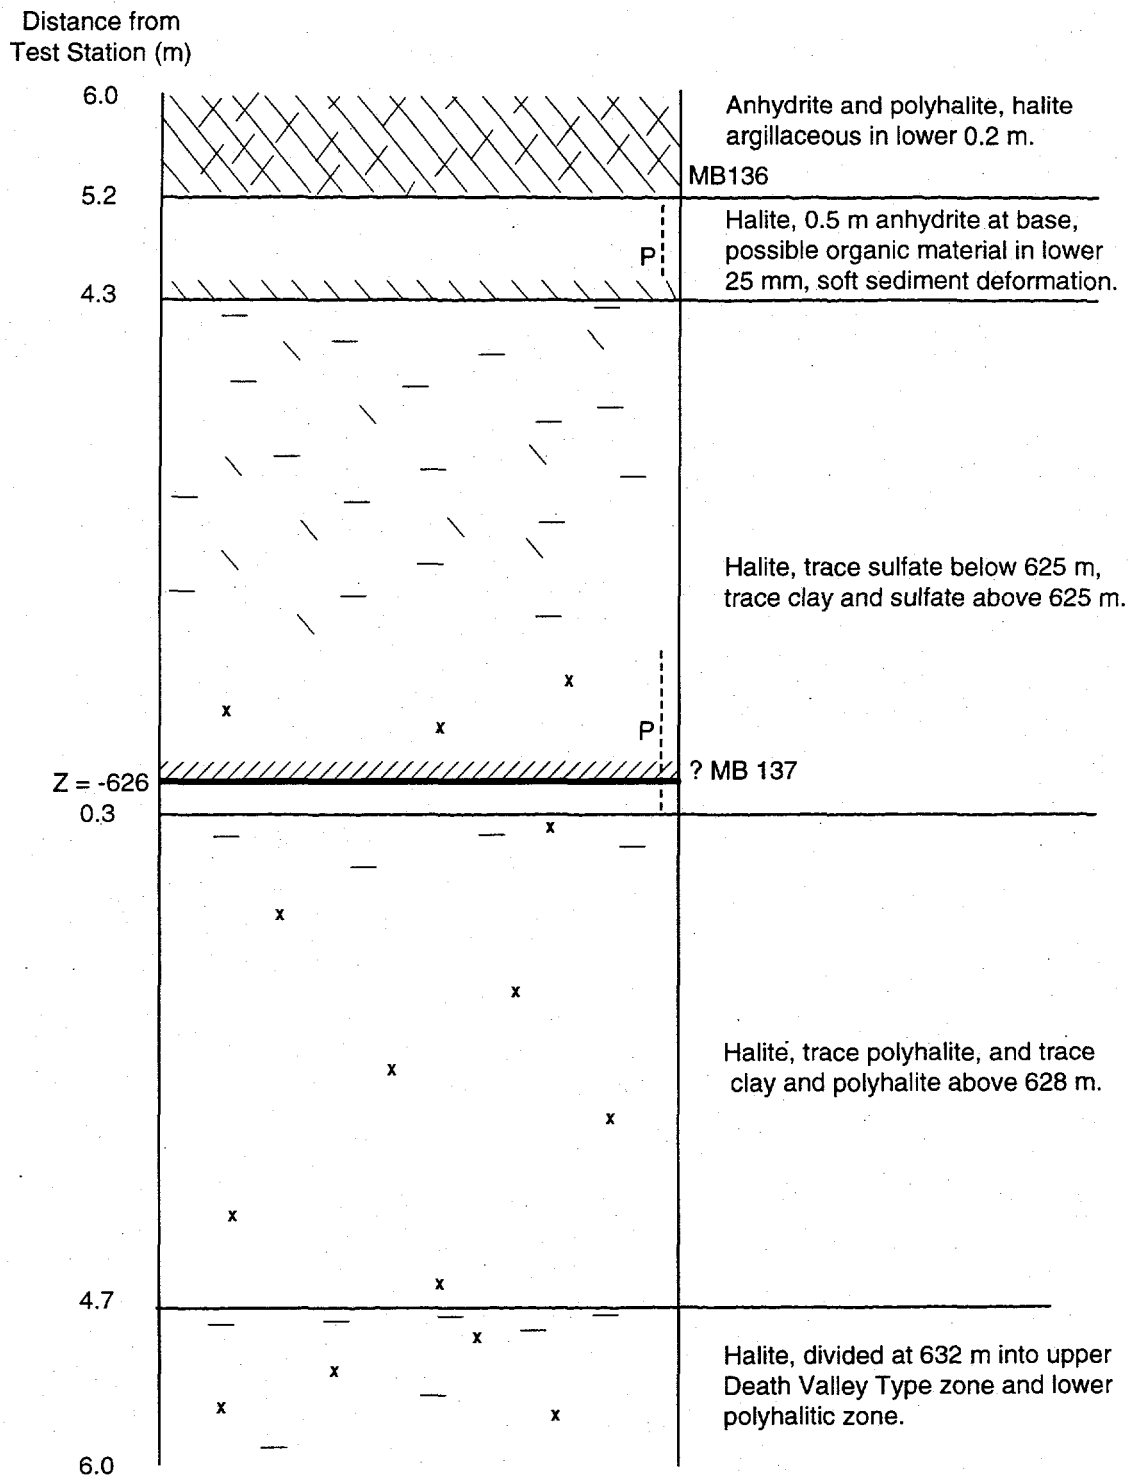 Distance from
Test Station (m)
6.0
Anhydrite and polyhalite, halite
argillaceous in lower 0.2 m.
MB136
5.2
Halite, 0.5 m anhydrite at base,
possible organic material in lower
25 mm, soft sediment deformation.
P
4.3
Halite, trace sulfate below 625 m,
trace clay and sulfate above 625 m.
x
x
x
P
? MB 137
Z = -626
0.3
x
x
x
Halite, trace polyhalite, and trace
clay and polyhalite above 628 m.
x
x
x
x
4.7
x
Halite, divided at 632 m into upper
Death Valley Type zone and lower
polyhalitic zone.
x
x
x
6.0